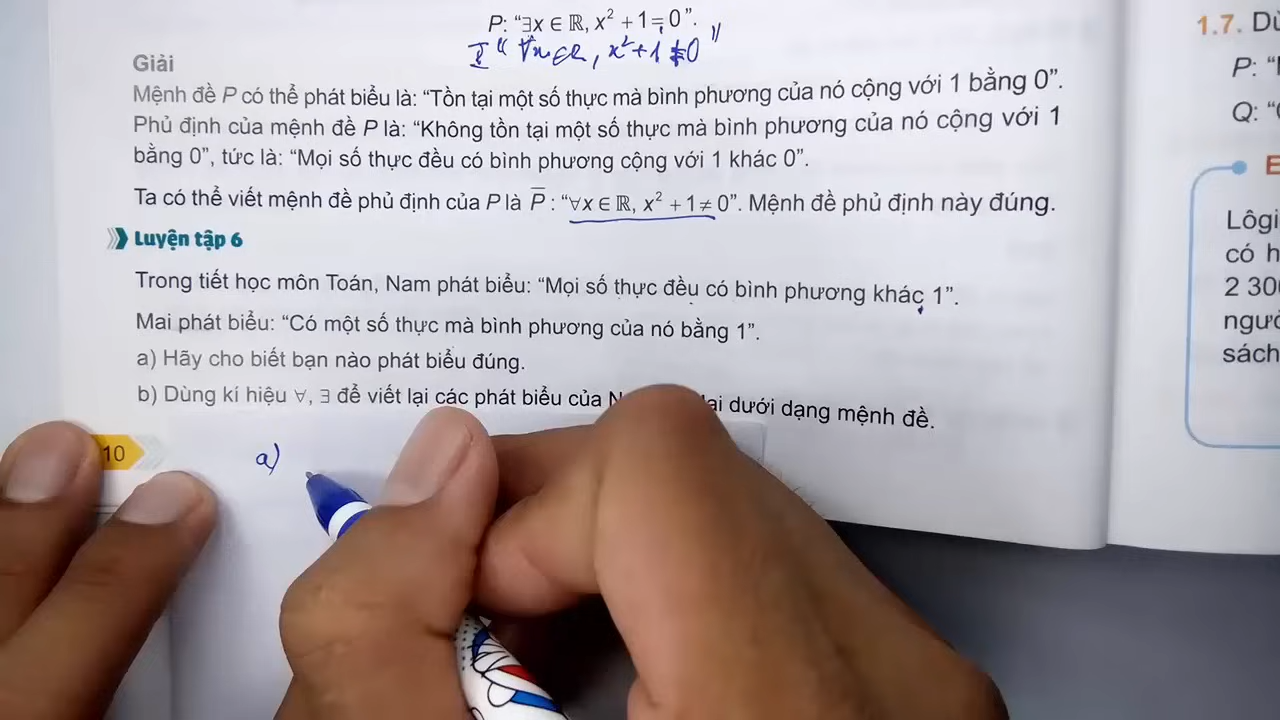 P: “∃x ∈ ℝ, x² + 1 = 0”.
“∀x ∈ R, x² + 1 ≠ 0”
Giải
Mệnh đề P có thể phát biểu là: “Tồn tại một số thực mà bình phương của nó cộng với 1 bằng 0”.
Phủ định của mệnh đề P là: “Không tồn tại một số thực mà bình phương của nó cộng với 1
bằng 0”, tức là: “Mọi số thực đều có bình phương cộng với 1 khác 0”.
Ta có thể viết mệnh đề phủ định của P là P̅ : “∀x ∈ ℝ, x² + 1 ≠ 0”. Mệnh đề phủ định này đúng.
Luyện tập 6
Trong tiết học môn Toán, Nam phát biểu: “Mọi số thực đều có bình phương khác 1”.
Mai phát biểu: “Có một số thực mà bình phương của nó bằng 1”.
a) Hãy cho biết bạn nào phát biểu đúng.
b) Dùng kí hiệu ∀, ∃ để viết lại các phát biểu của dưới dạng mệnh đề.
10
a)
1.7. Dù
P: “
Q: “
Lôgi
có h
2 30
ngườ
sách